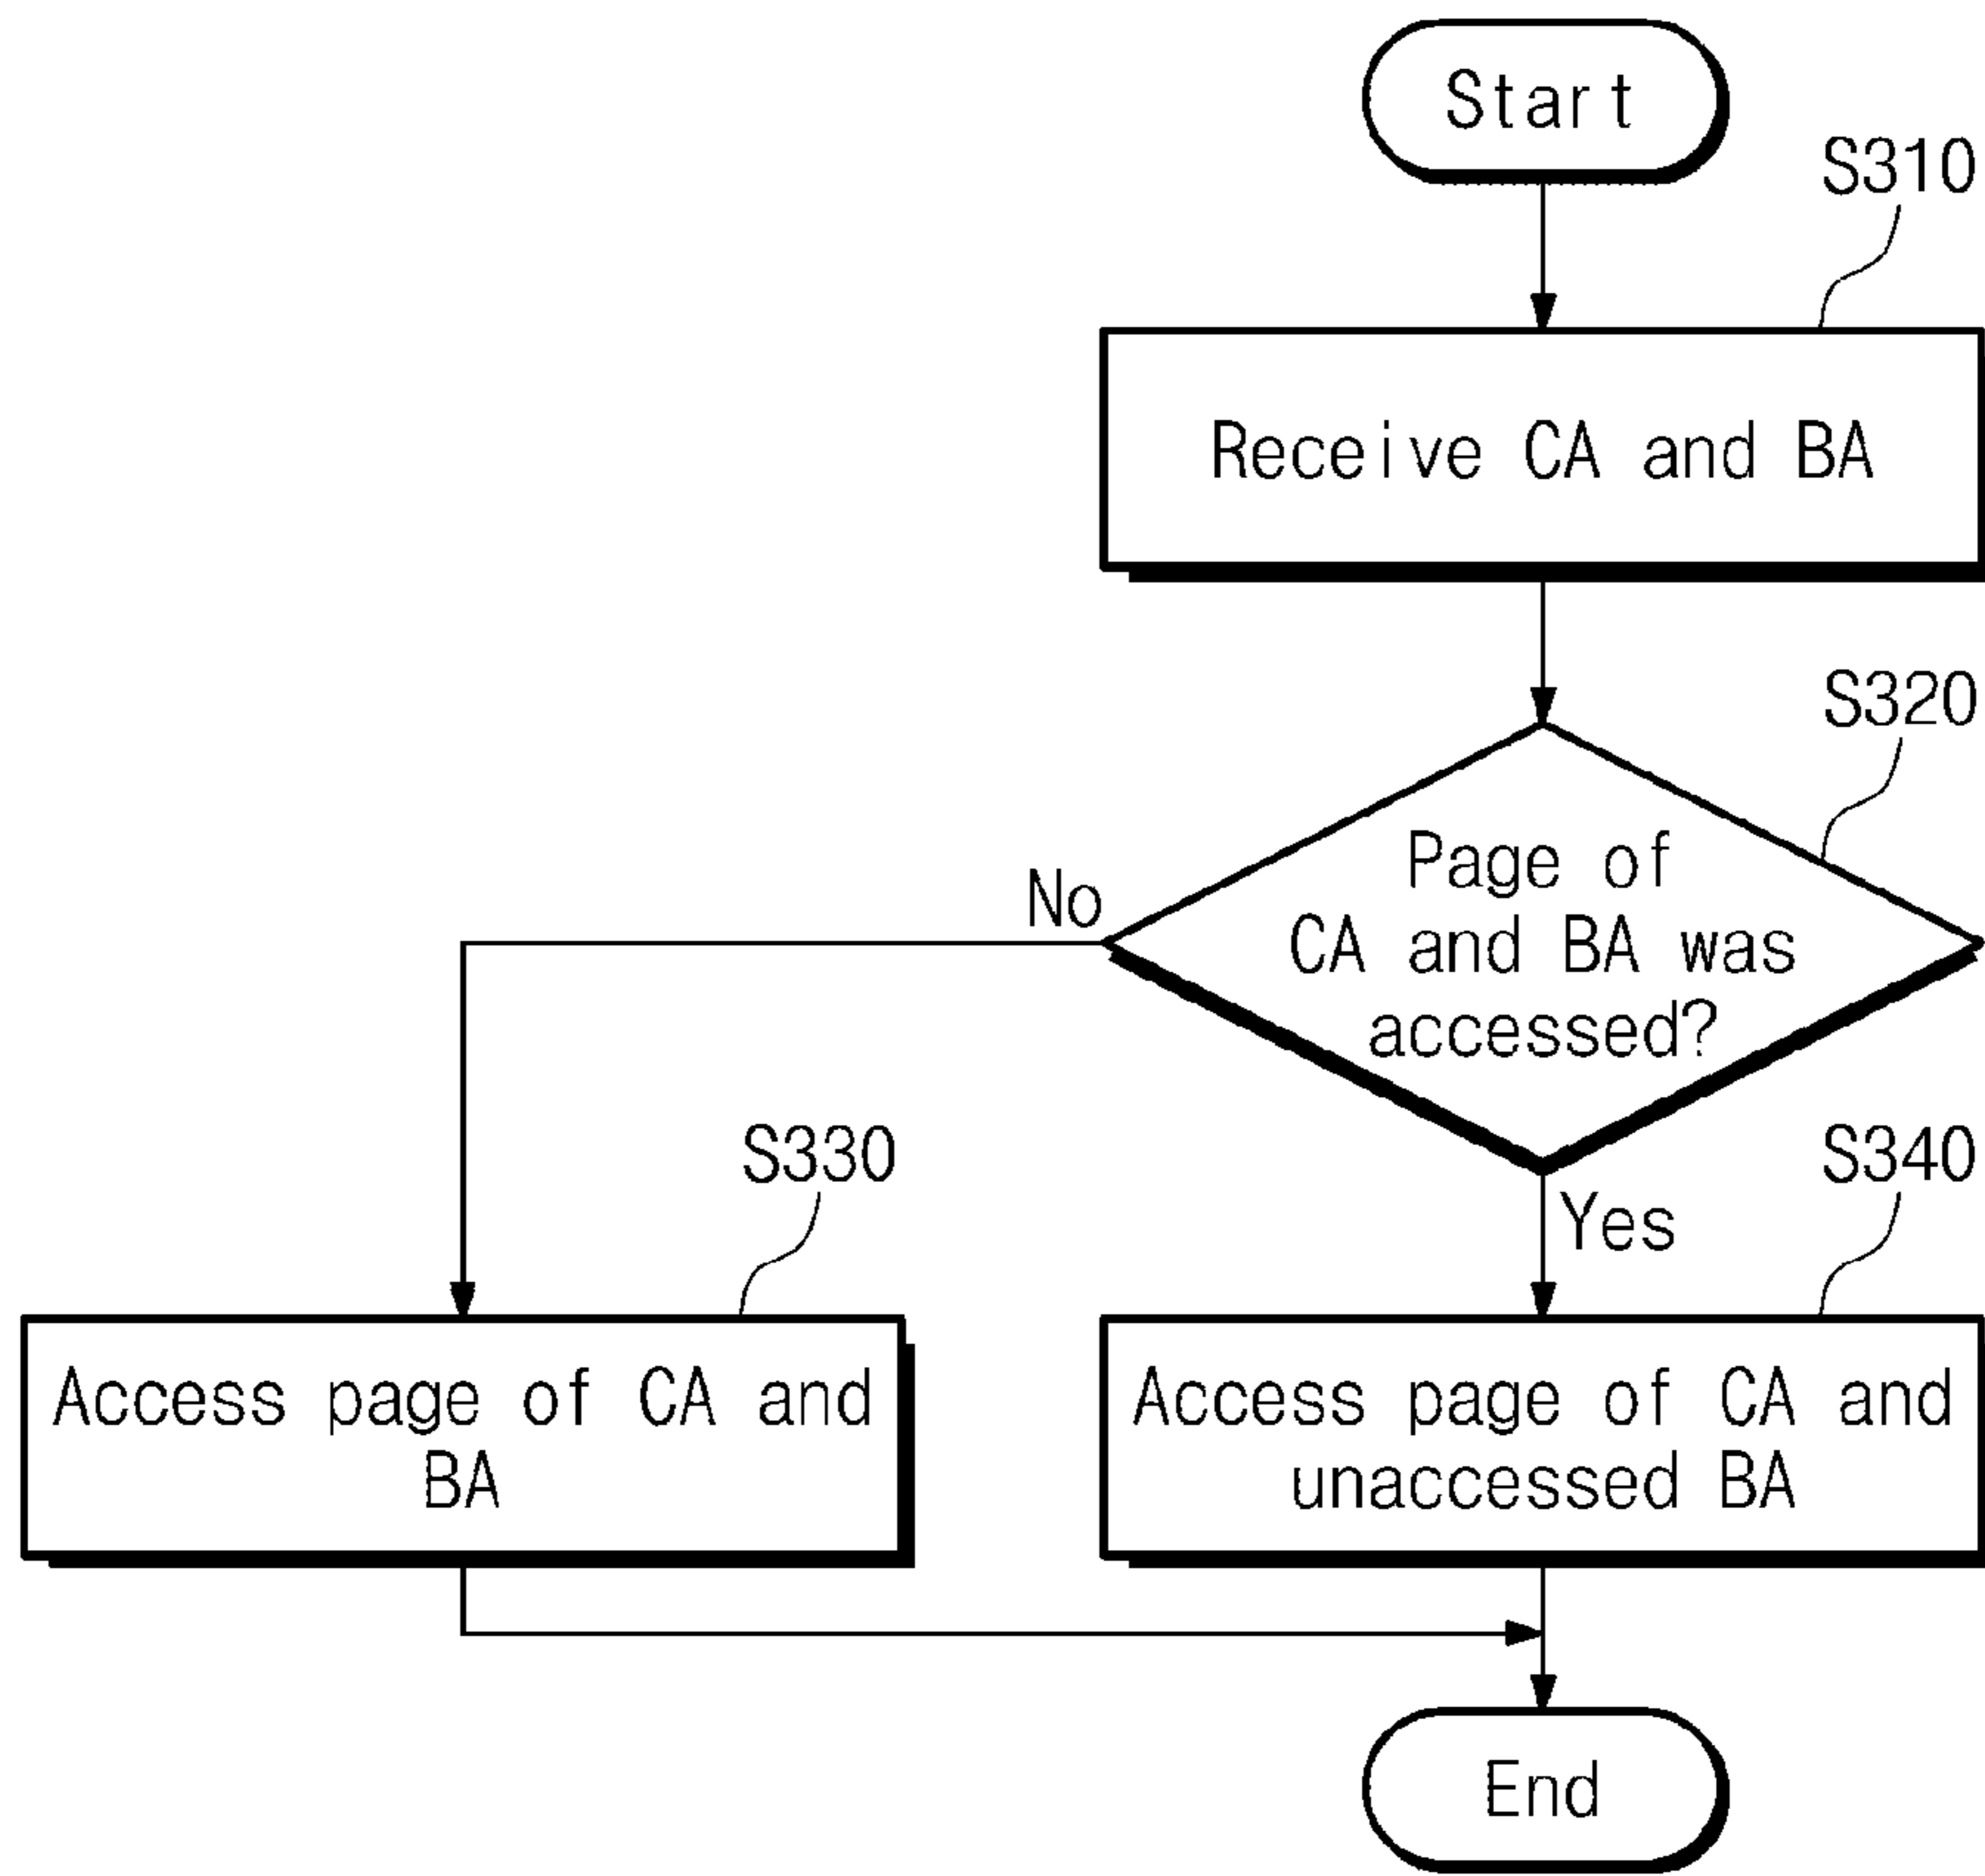 Start
S310
Receive CA and BA
S320
Page of
CA and BA was
accessed?
No
Yes
S330
Access page of CA and
BA
S340
Access page of CA and
unaccessed BA
End